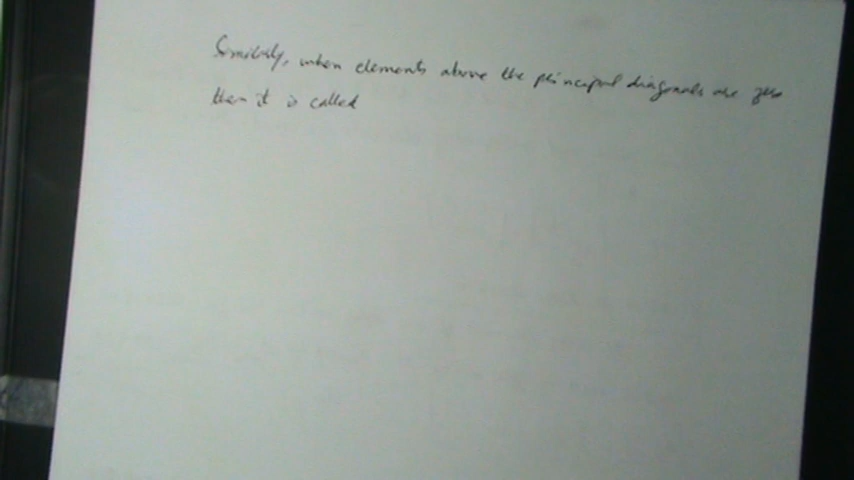 Similarly, when elements above the principal diagonals are zero
then it is called